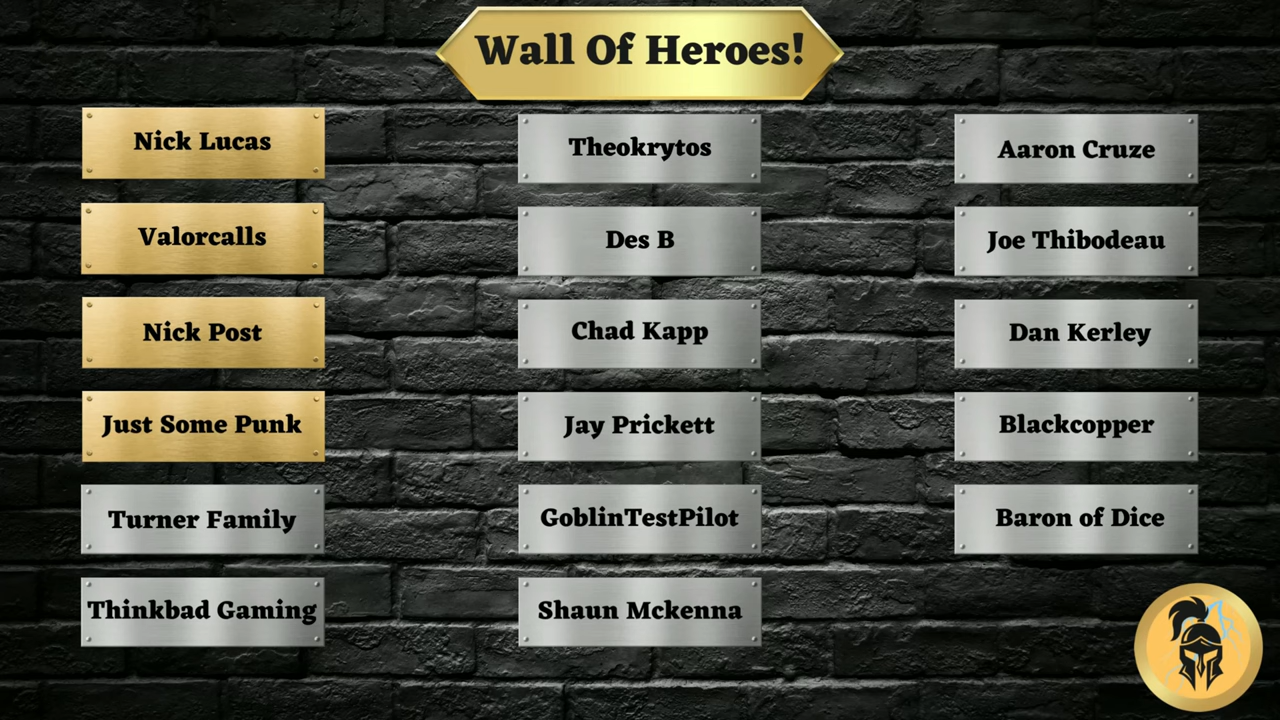 Wall Of Heroes!
Nick Lucas
Valorcalls
Nick Post
Just Some Punk
Turner Family
Thinkbad Gaming
Theokrytos
Des B
Chad Kapp
Jay Prickett
GoblinTestPilot
Shaun Mckenna
Aaron Cruze
Joe Thibodeau
Dan Kerley
Blackcopper
Baron of Dice